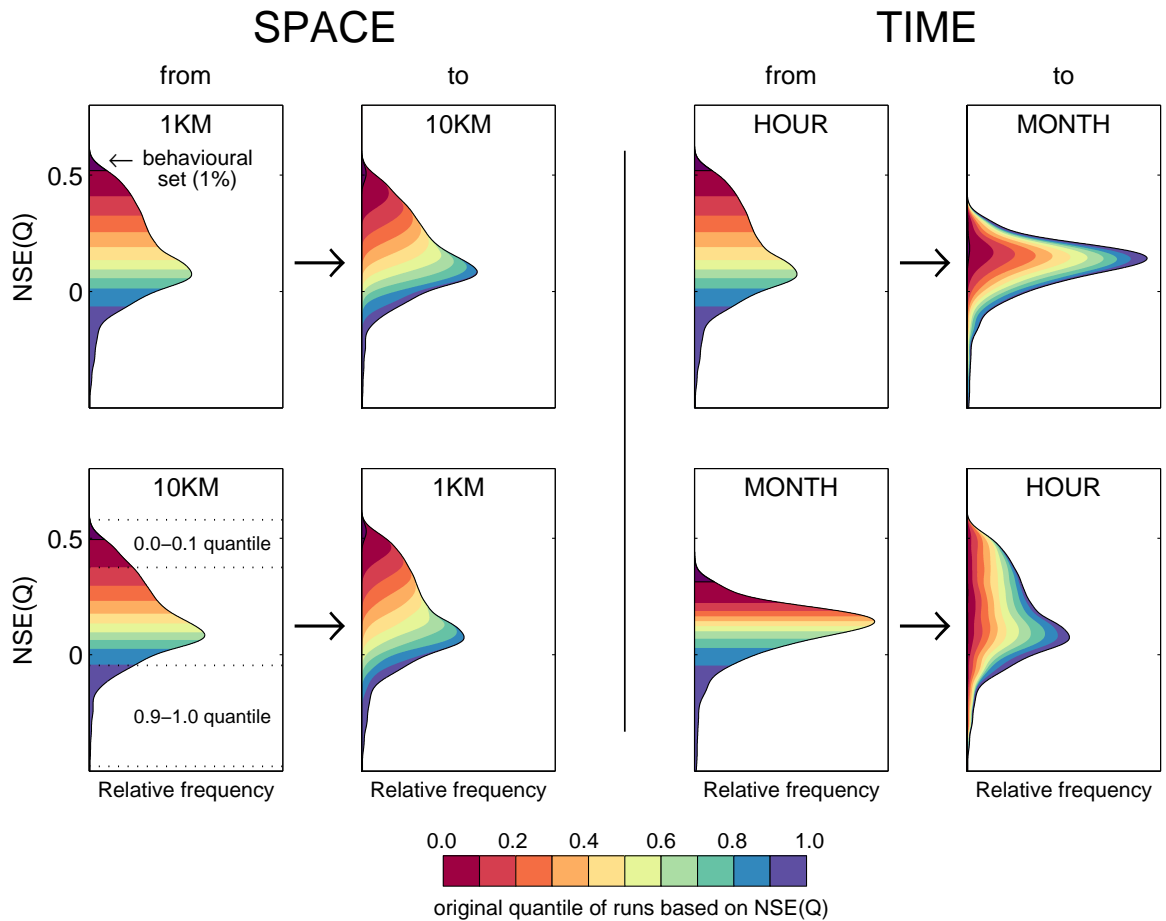 SPACE TIME
from to from to
1KM 10KM HOUR MONTH
← behavioural
set (1%)
0.5
0
NSE(Q)
10KM 1KM MONTH HOUR
0.0–0.1 quantile
0.5
0
NSE(Q)
0.9–1.0 quantile
Relative frequency Relative frequency Relative frequency Relative frequency
0.0 0.2 0.4 0.6 0.8 1.0
original quantile of runs based on NSE(Q)